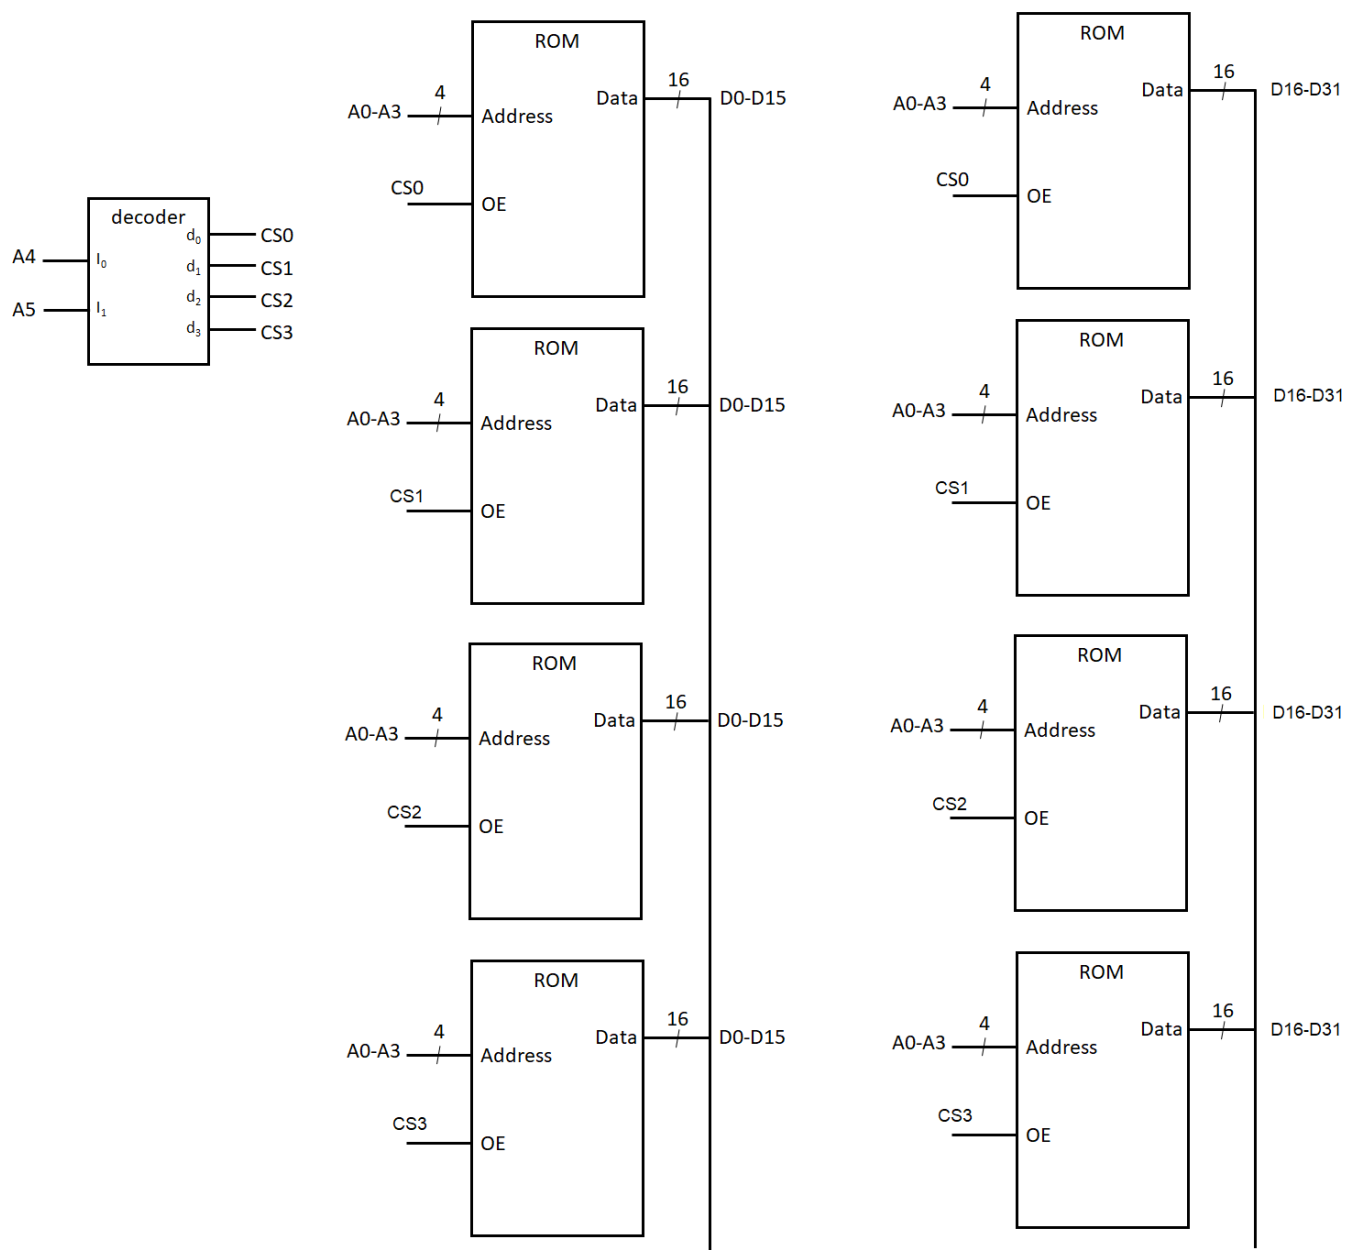 decoder
A4
A5
I0
I1
d0
d1
d2
d3
CS0
CS1
CS2
CS3
ROM
A0-A3
4
Address
CS0
OE
Data
16
D0-D15
ROM
A0-A3
4
Address
CS0
OE
Data
16
D16-D31
ROM
A0-A3
4
Address
CS1
OE
Data
16
D0-D15
ROM
A0-A3
4
Address
CS1
OE
Data
16
D16-D31
ROM
A0-A3
4
Address
CS2
OE
Data
16
D0-D15
ROM
A0-A3
4
Address
CS2
OE
Data
16
D16-D31
ROM
A0-A3
4
Address
CS3
OE
Data
16
D0-D15
ROM
A0-A3
4
Address
CS3
OE
Data
16
D16-D31